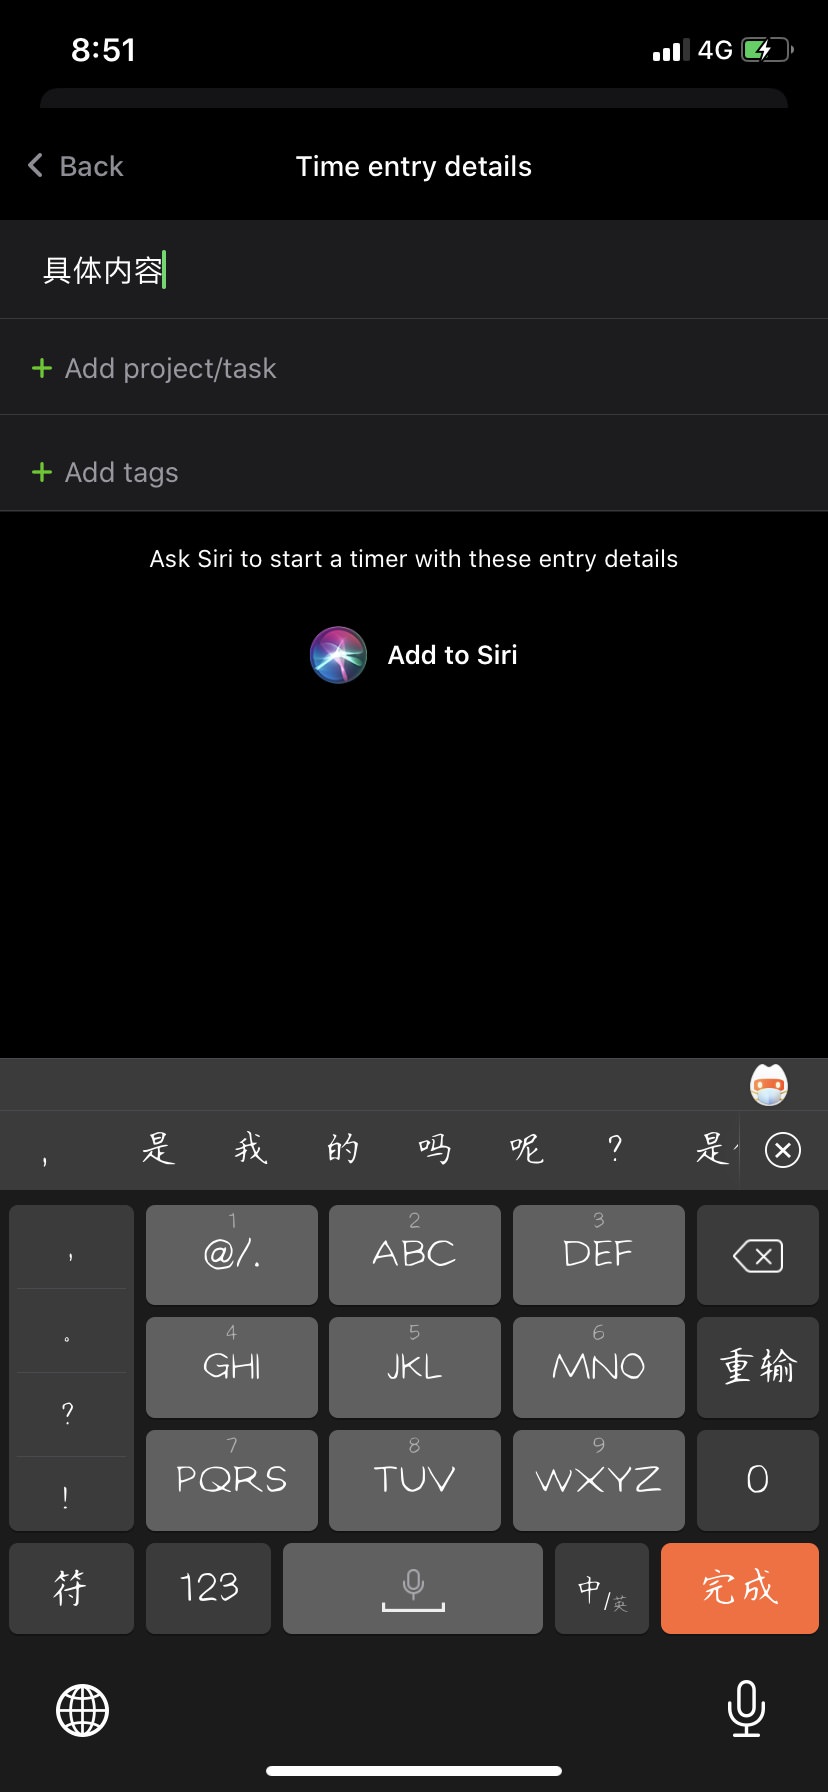 8:51 4G
Back Time entry details
具体内容
+ Add project/task
+ Add tags
Ask Siri to start a timer with these entry details
Add to Siri
, 是 我 的 吗 呢 ? 是
,
。
?
!
1 2 3
@/. ABC DEF
4 5 6
GHI JKL MNO 重输
7 8 9
PQRS TUV WXYZ 0
符 123 中/英 完成